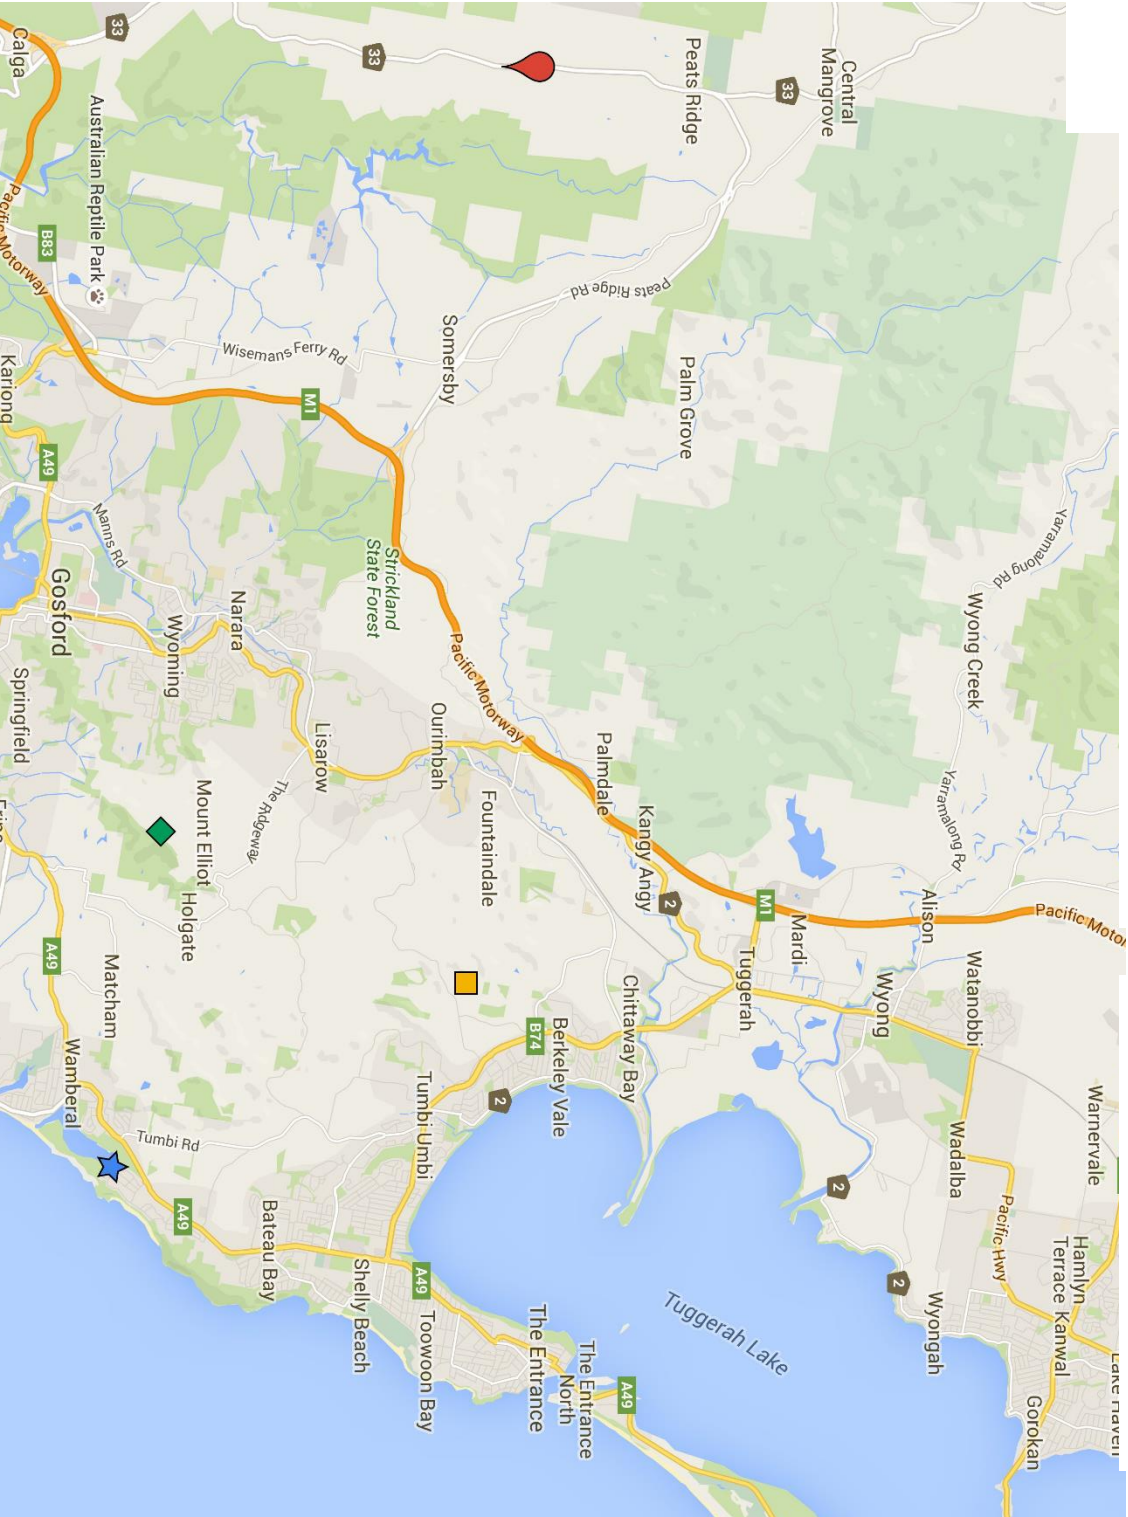 Lake Haven
Warnervale
Pacific Motor
Hamlyn
Terrace
Kanwal
Yarramalong Rd
Gorokan
Pacific Hwy
Wyong Creek
Watanobbi
Wadalba
Yarramalong Rd
Wyongah
Alison
2
Wyong
2
Central
Mangrove
33
Mardi
M1
Tuggerah
Tuggerah Lake
Peats Ridge
Palm Grove
2
Kangy Angy
Chittaway Bay
A49
Peats Ridge Rd
Palmdale
The Entrance
North
Berkeley Vale
B74
The Entrance
2
Pacific Motorway
Fountaindale
Somersby
Ourimbah
Tumbi Umbi
Toowoon Bay
A49
33
Strickland
State Forest
Shelly Beach
Lisarow
M1
Wisemans Ferry Rd
The Ridgeway
Bateau Bay
Narara
Mount Elliot
Holgate
A49
Tumbi Rd
Wyoming
33
Manns Rd
Matcham
Australian Reptile Park
Wamberal
Gosford
B83
A49
A49
Pacific Motorway
Calga
Springfield
Kariong